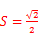 S = √2/2